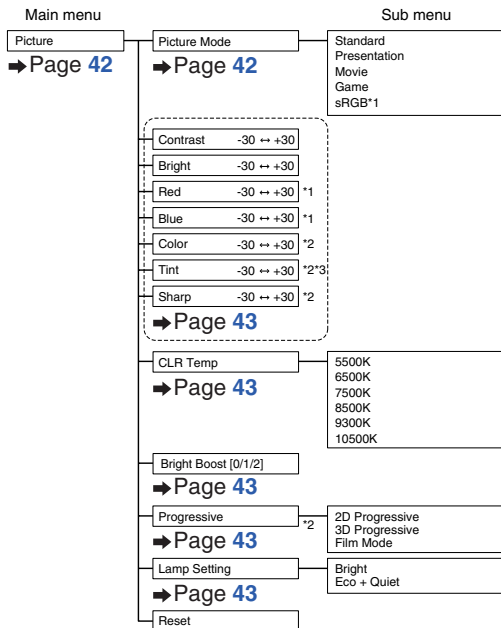 Main menu
Sub menu
Picture
➡Page 42
Picture Mode
➡Page 42
Standard
Presentation
Movie
Game
sRGB*1
Contrast -30 ↔ +30
Bright -30 ↔ +30
Red -30 ↔ +30 *1
Blue -30 ↔ +30 *1
Color -30 ↔ +30 *2
Tint -30 ↔ +30 *2*3
Sharp -30 ↔ +30 *2
➡Page 43
CLR Temp
➡Page 43
5500K
6500K
7500K
8500K
9300K
10500K
Bright Boost [0/1/2]
➡Page 43
Progressive *2
➡Page 43
2D Progressive
3D Progressive
Film Mode
Lamp Setting
➡Page 43
Bright
Eco + Quiet
Reset